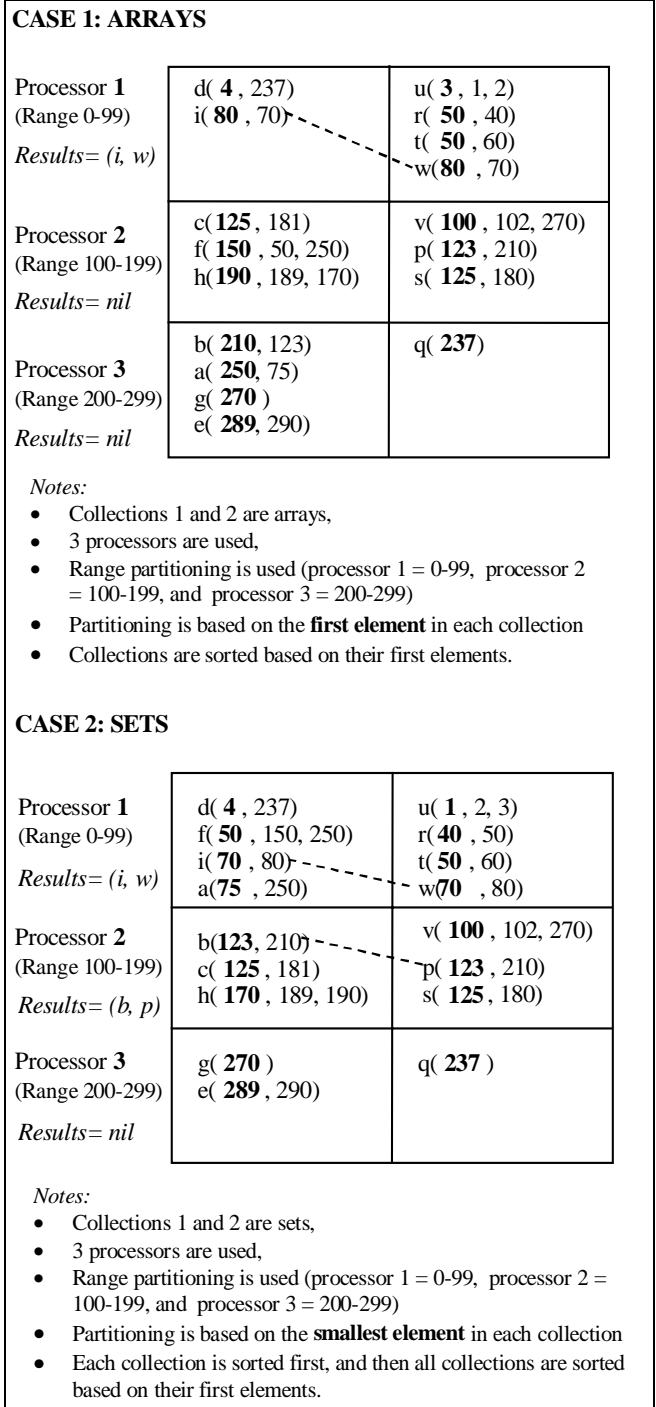 CASE 1: ARRAYS
Processor 1
(Range 0-99)
Results= (i, w)
d( 4 , 237)
i( 80 , 70)
u( 3 , 1, 2)
r( 50 , 40)
t( 50 , 60)
w(80 , 70)
Processor 2
(Range 100-199)
Results= nil
c(125 , 181)
f( 150 , 50, 250)
h(190 , 189, 170)
v( 100 , 102, 270)
p( 123 , 210)
s( 125 , 180)
Processor 3
(Range 200-299)
Results= nil
b( 210, 123)
a( 250, 75)
g( 270 )
e( 289, 290)
q( 237)
Notes:
• Collections 1 and 2 are arrays,
• 3 processors are used,
• Range partitioning is used (processor 1 = 0-99, processor 2
= 100-199, and processor 3 = 200-299)
• Partitioning is based on the first element in each collection
• Collections are sorted based on their first elements.
CASE 2: SETS
Processor 1
(Range 0-99)
Results= (i, w)
d( 4 , 237)
f( 50 , 150, 250)
i( 70 , 80)
a(75 , 250)
u( 1 , 2, 3)
r( 40 , 50)
t( 50 , 60)
w(70 , 80)
Processor 2
(Range 100-199)
Results= (b, p)
b(123, 210)
c( 125 , 181)
h( 170 , 189, 190)
v( 100 , 102, 270)
p( 123 , 210)
s( 125 , 180)
Processor 3
(Range 200-299)
Results= nil
g( 270 )
e( 289 , 290)
q( 237 )
Notes:
• Collections 1 and 2 are sets,
• 3 processors are used,
• Range partitioning is used (processor 1 = 0-99, processor 2 =
100-199, and processor 3 = 200-299)
• Partitioning is based on the smallest element in each collection
• Each collection is sorted first, and then all collections are sorted
based on their first elements.